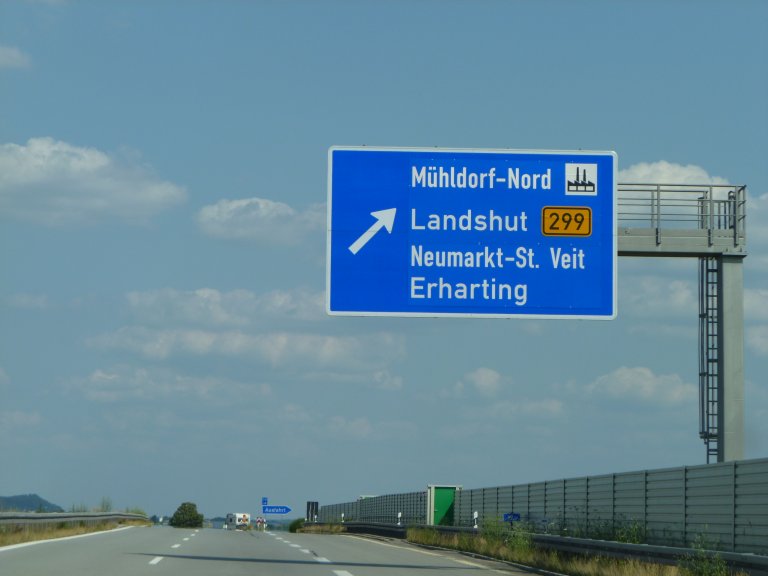 Mühldorf-Nord
Landshut 299
Neumarkt-St. Veit
Erharting
Ausfahrt